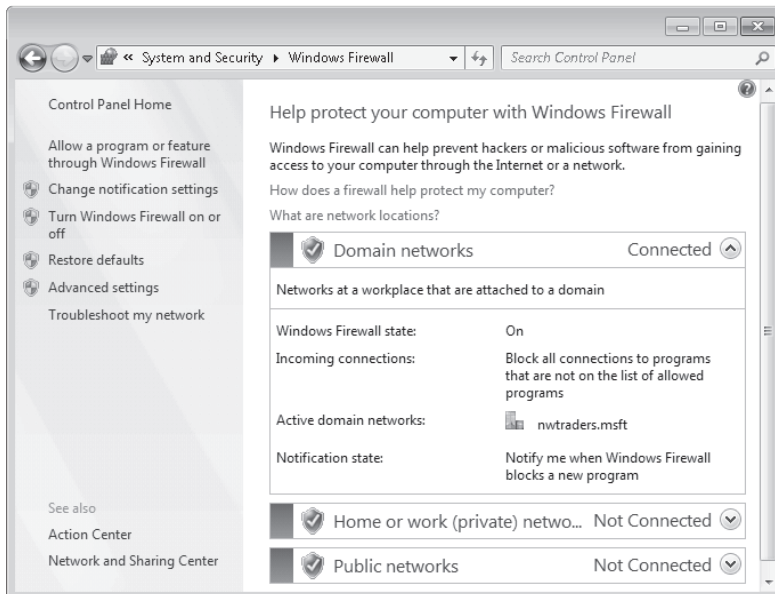 « System and Security ▸ Windows Firewall
Search Control Panel
Control Panel Home
Allow a program or feature
through Windows Firewall
Change notification settings
Turn Windows Firewall on or
off
Restore defaults
Advanced settings
Troubleshoot my network
See also
Action Center
Network and Sharing Center
Help protect your computer with Windows Firewall
Windows Firewall can help prevent hackers or malicious software from gaining
access to your computer through the Internet or a network.
How does a firewall help protect my computer?
What are network locations?
Domain networks Connected
Networks at a workplace that are attached to a domain
Windows Firewall state: On
Incoming connections: Block all connections to programs
that are not on the list of allowed
programs
Active domain networks: nwtraders.msft
Notification state: Notify me when Windows Firewall
blocks a new program
Home or work (private) netwo... Not Connected
Public networks Not Connected